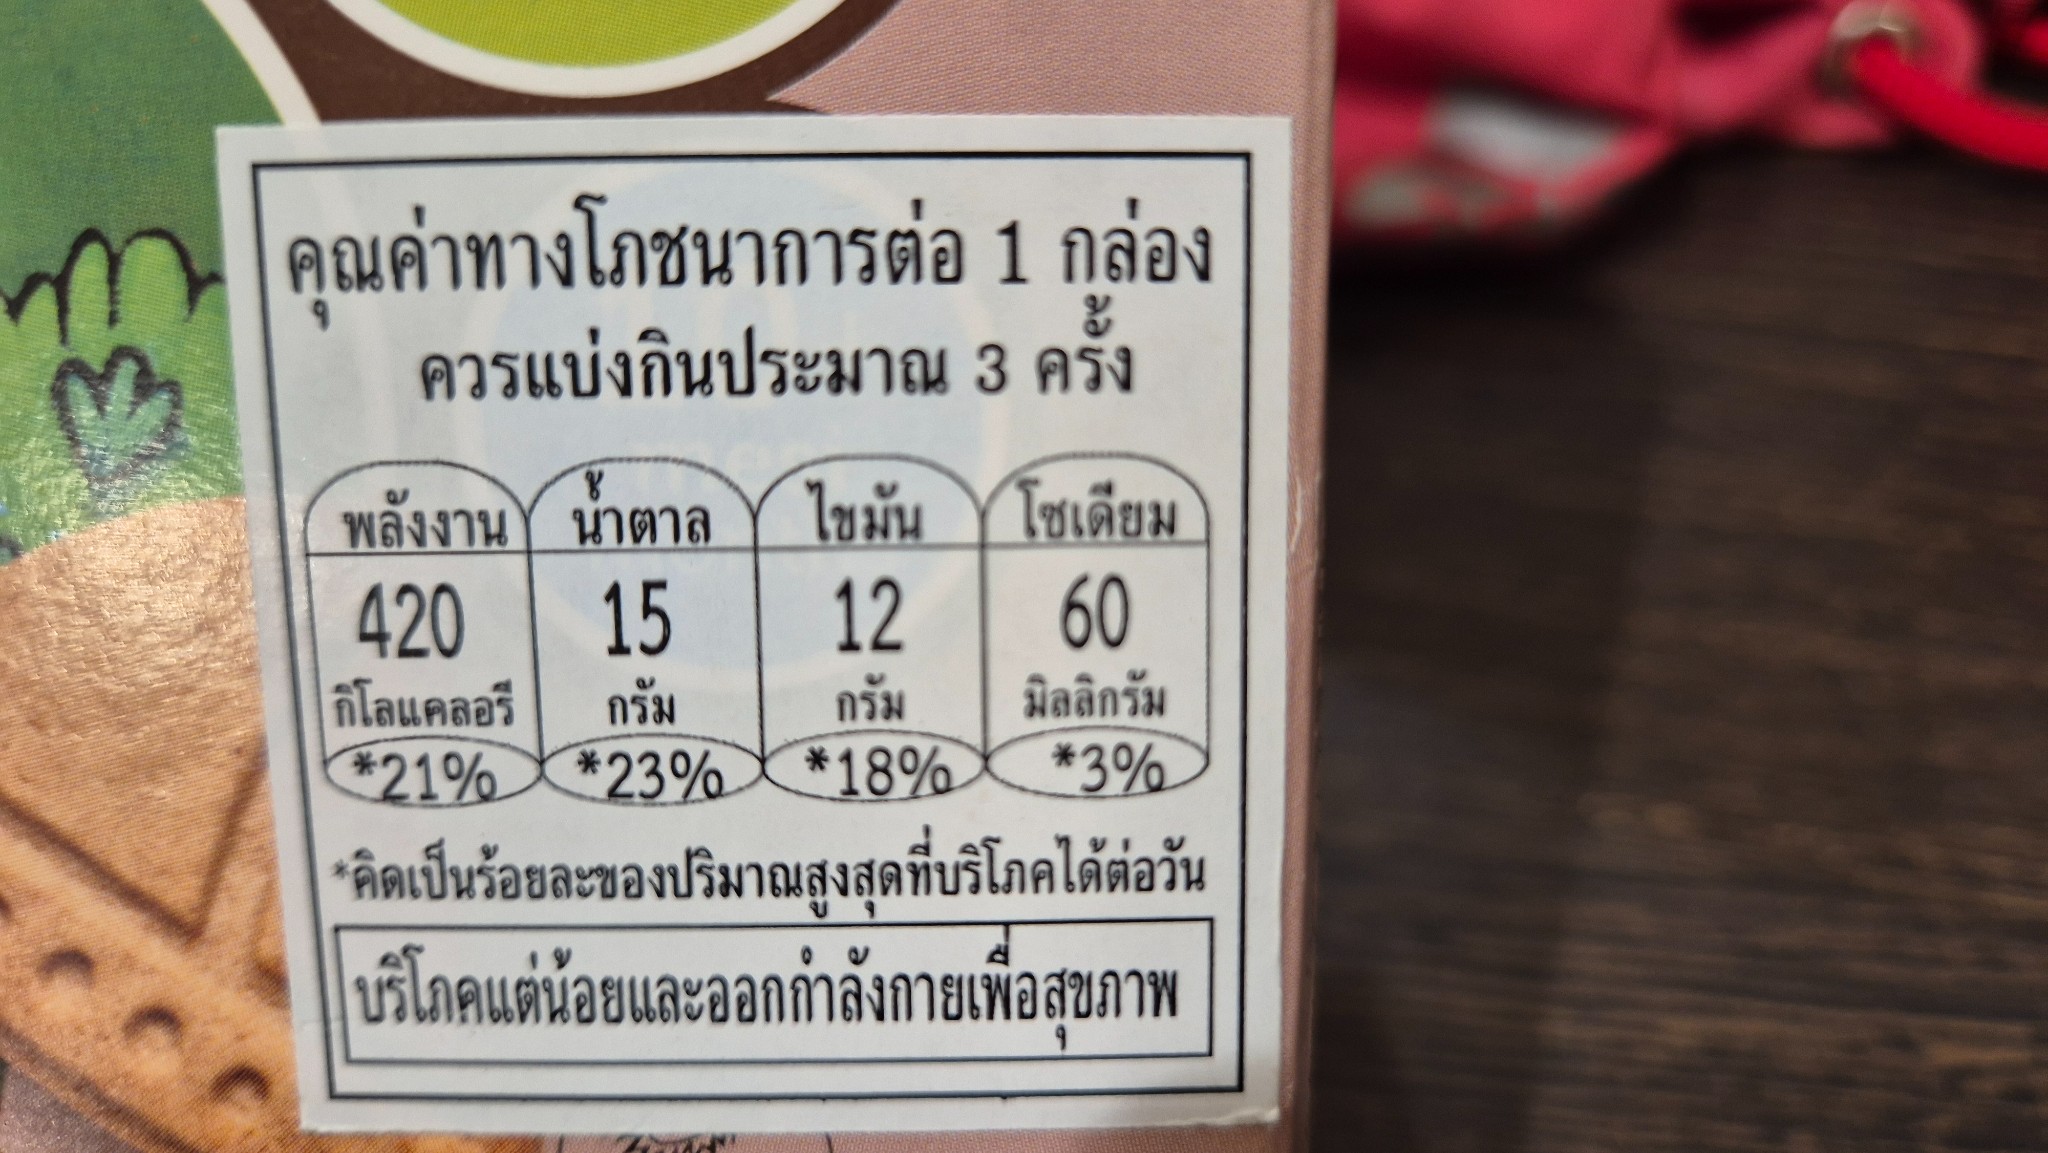 คุณค่าทางโภชนาการต่อ 1 กล่อง
ควรแบ่งกินประมาณ 3 ครั้ง
พลังงาน น้ำตาล ไขมัน โซเดียม
420 15 12 60
กิโลแคลอรี กรัม กรัม มิลลิกรัม
*21% *23% *18% *3%
*คิดเป็นร้อยละของปริมาณสูงสุดที่บริโภคได้ต่อวัน
บริโภคแต่น้อยและออกกำลังกายเพื่อสุขภาพ